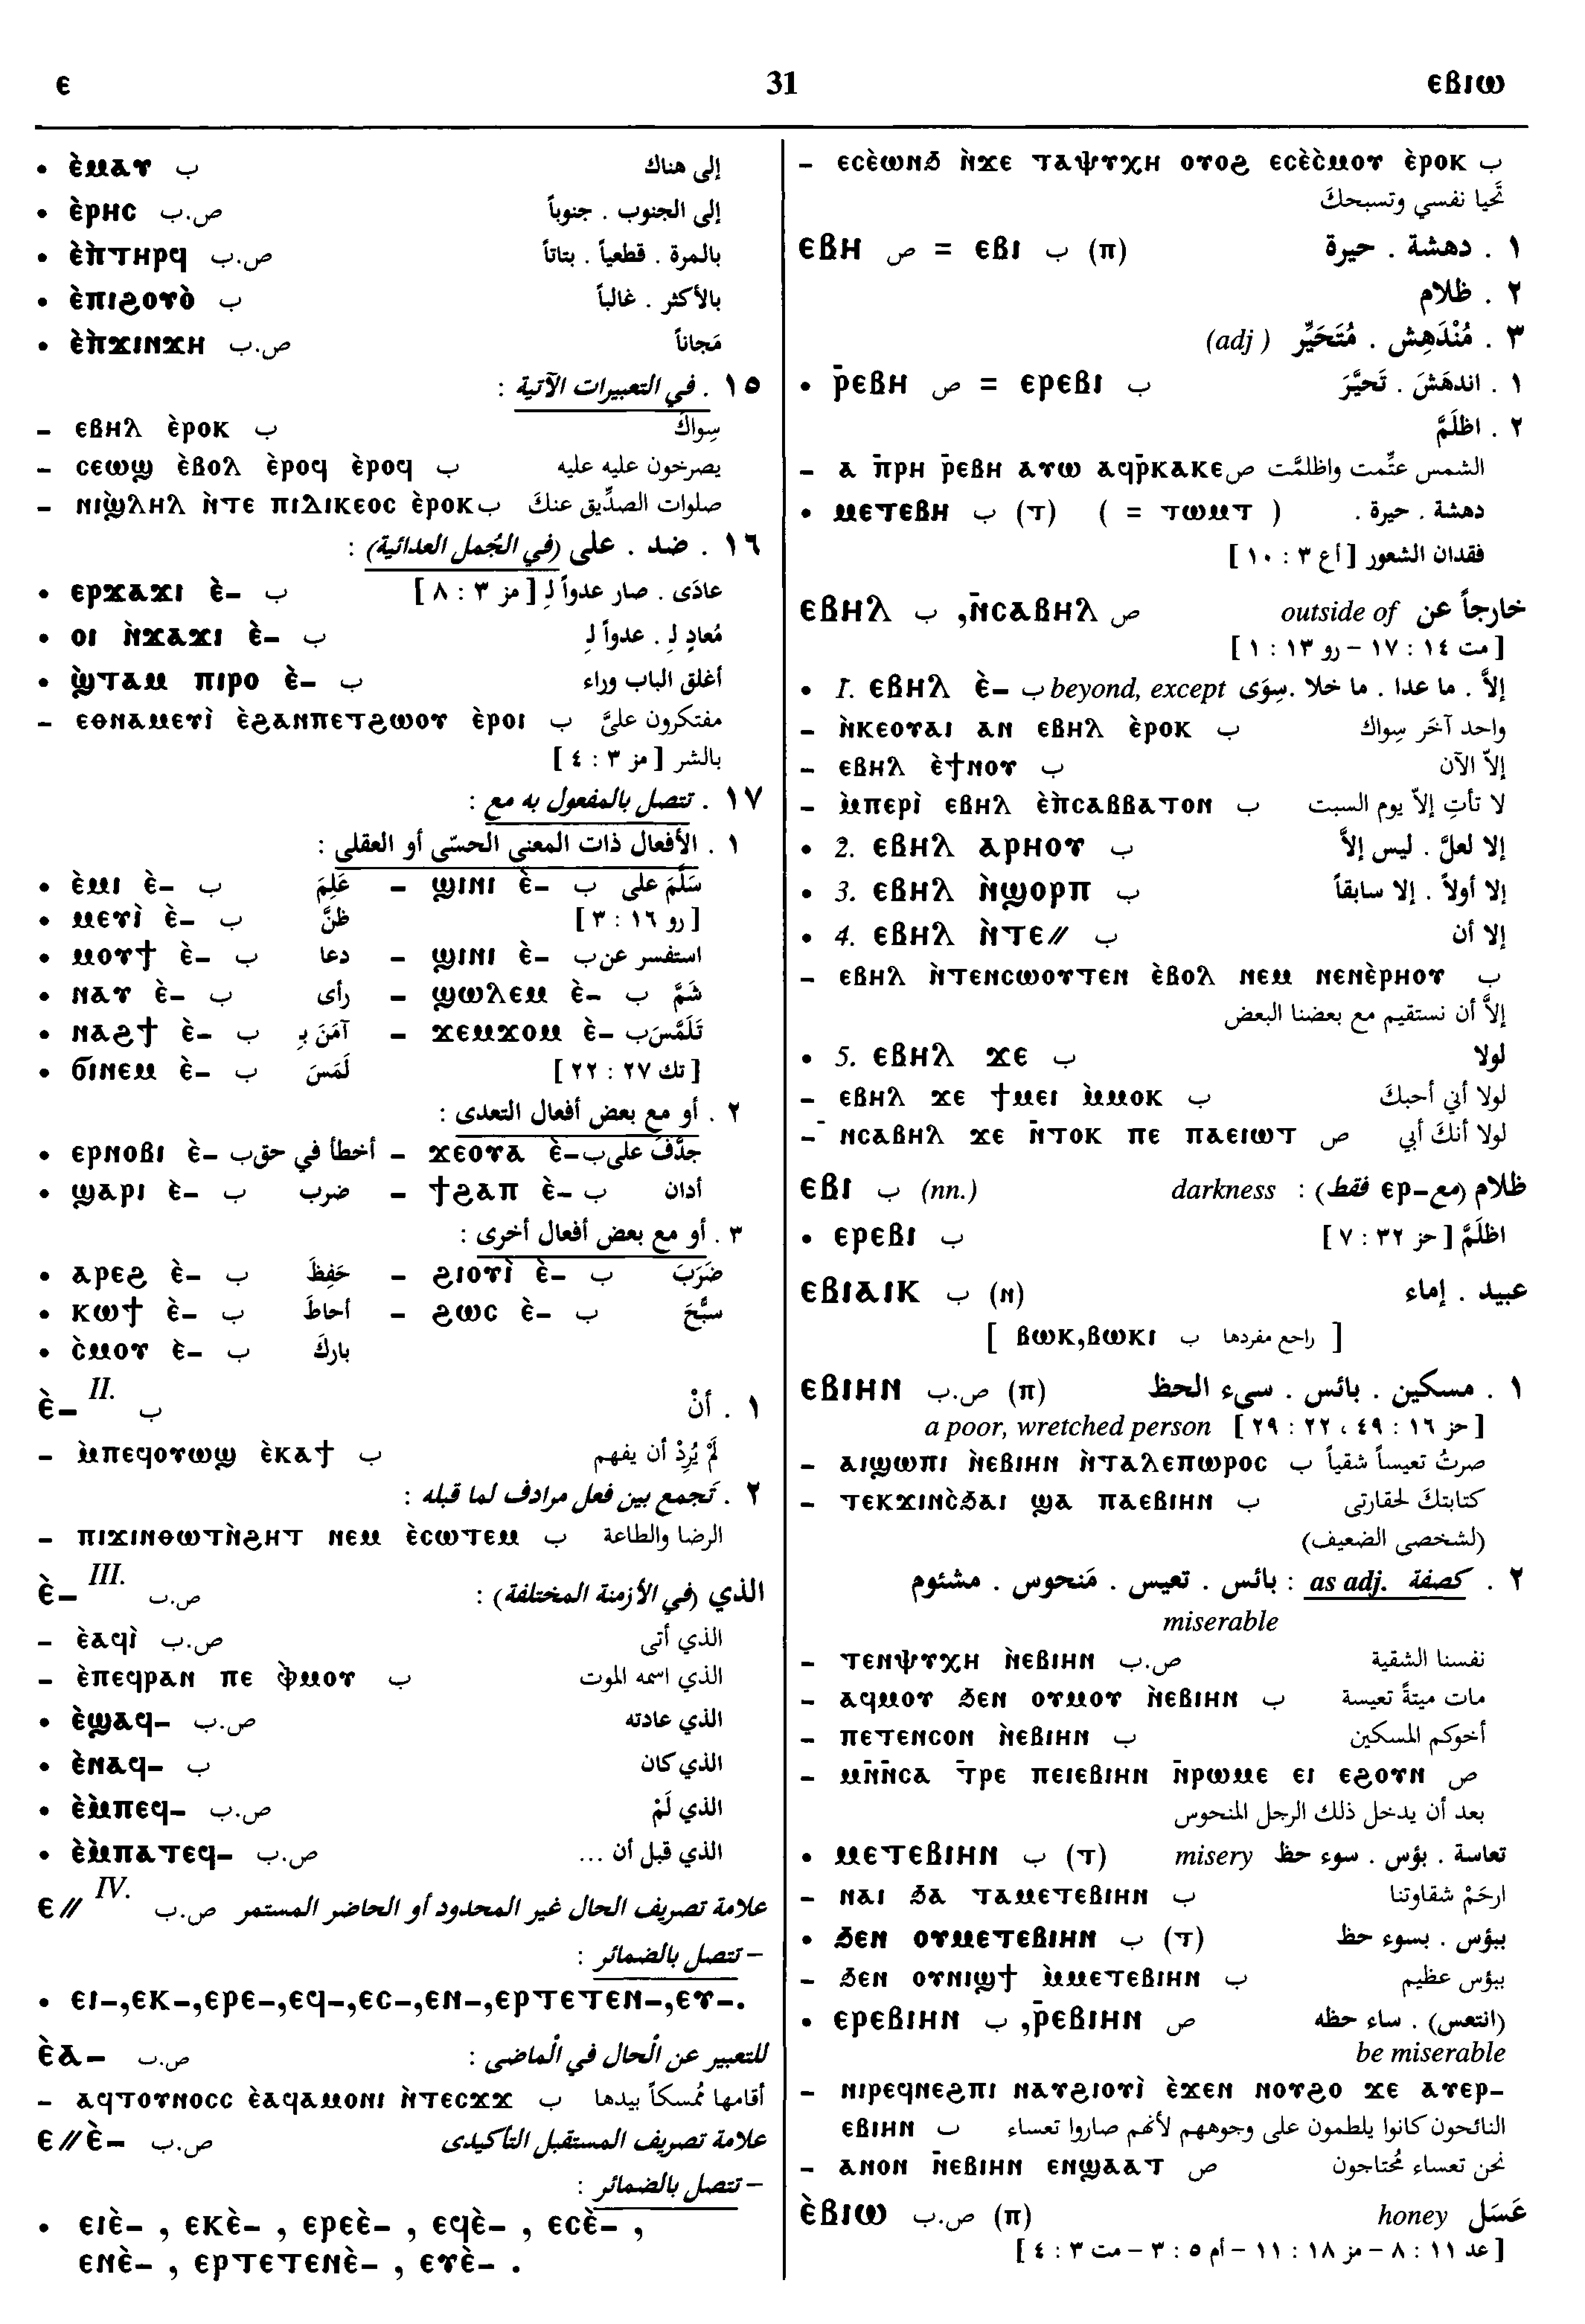 ⲉ 31 ⲉⲃⲓⲱ
• ⲉ̀ⲙⲁⲩ ب إلى هناك
• ⲉ̀ⲣⲏⲥ ص.ب إلى الجنوب . جنوباً
• ⲉ̀ⲡ̀ⲧⲏⲣϥ ص.ب بالمرة . قطعياً . بتاتاً
• ⲉ̀ⲡⲓϩⲟⲩⲟ̀ ب بالأكثر . غالباً
• ⲉ̀ⲡ̀ϫⲓⲛϫⲏ ص.ب مَجاناً
١٥ . في التعبيرات الآتية :
– ⲉⲃⲏⲗ ⲉ̀ⲣⲟⲕ ب سِواكَ
– ⲥⲉⲱϣ ⲉ̀ⲃⲟⲗ ⲉ̀ⲣⲟϥ ⲉ̀ⲣⲟϥ ب يصرخون عليه عليه
– ⲛⲓϣ̀ⲗⲏⲗ ⲛ̀ⲧⲉ ⲡⲓⲇⲓⲕⲉⲟⲥ ⲉ̀ⲣⲟⲕ ب صلوات الصدِّيق عنكَ
١٦ . ضد . على (في الجُمل العدائية) :
• ⲉⲣϫⲁϫⲓ ⲉ̀– ب عادَى . صار عدواً لِـ [ مز ٣ : ٨ ]
• ⲟⲓ ⲛ̀ϫⲁϫⲓ ⲉ̀– ب مُعادٍ لِـ . عدواً لِـ
• ϣ̀ⲧⲁⲙ ⲡⲓⲣⲟ ⲉ̀– ب أغلق الباب وراء
– ⲉⲑⲛⲁⲙⲉⲩⲓ̀ ⲉ̀ϩⲁⲛⲡⲉⲧϩⲱⲟⲩ ⲉ̀ⲣⲟⲓ ب مفتكرون عليَّ
بالشر [ مز ٣ : ٤ ]
١٧ . تتصل بالمفعول به مع :
١ . الأفعال ذات المعنى الحسّى أو العقلى :
• ⲉ̀ⲙⲓ ⲉ̀– ب عَلِمَ – ϣⲓⲛⲓ ⲉ̀– ب سَلَّمَ على
• ⲙⲉⲩⲓ̀ ⲉ̀– ب ظنَّ [ رو ١٦ : ٣ ]
• ⲙⲟⲩϯ ⲉ̀– ب دعا – ϣⲓⲛⲓ ⲉ̀– ب استفسر عن
• ⲛⲁⲩ ⲉ̀– ب رأى – ϣⲱⲗⲉⲙ ⲉ̀– ب شَمَّ
• ⲛⲁϩϯ ⲉ̀– ب آمَنَ بِـ – ϫⲉⲙϫⲟⲙ ⲉ̀– ب تَلَمَّسَ
• ϭⲓⲛⲉⲙ ⲉ̀– ب لَمَسَ [ تك ٢٧ : ٢٢ ]
٢ . أو مع بعض أفعال التعدى :
• ⲉⲣⲛⲟⲃⲓ ⲉ̀– ب أخطأ في حق – ϫⲉⲟⲩⲁ ⲉ̀– ب جدَّفَ على
• ϣⲁⲣⲓ ⲉ̀– ب ضرب – ϯϩⲁⲡ ⲉ̀– ب أدان
٣ . أو مع بعض أفعال أخرى :
• ⲁⲣⲉϩ ⲉ̀– ب حَفِظَ – ϩⲓⲟⲩⲓ̀ ⲉ̀– ب ضَرَبَ
• ⲕⲱϯ ⲉ̀– ب أحاطَ – ϩⲱⲥ ⲉ̀– ب سبَّحَ
• ⲥ̀ⲙⲟⲩ ⲉ̀– ب باركَ
ⲉ̀– II. ب ١ . أنْ
– ⲙ̀ⲡⲉϥⲟⲩⲱϣ ⲉ̀ⲕⲁϯ ب لَمْ يُرِدْ أن يفهم
٢ . تَجمع بين فعل مرادف لما قبله :
– ⲡⲓϫⲓⲛⲑⲱⲧⲛ̀ϩⲏⲧ ⲛⲉⲙ ⲉ̀ⲥⲱⲧⲉⲙ ب الرضا والطاعة
ⲉ̀– III. ص.ب الذي (في الأزمنة المختلفة) :
– ⲉ̀ⲁϥⲓ̀ ص.ب الذي أتى
– ⲉ̀ⲡⲉϥⲣⲁⲛ ⲡⲉ ⲫ̀ⲙⲟⲩ ب الذي اسمه الموت
• ⲉ̀ϣⲁϥ– ص.ب الذي عادته
• ⲉ̀ⲛⲁϥ– ب الذي كان
• ⲉ̀ⲙ̀ⲡⲉϥ– ص.ب الذي لَمْ
• ⲉ̀ⲙ̀ⲡⲁⲧⲉϥ– ص.ب الذي قبل أن ...
ⲉ// IV. ص.ب علامة تصريف الحال غير المحدود أو الحاضر المستمر
– تتصل بالضمائر :
• ⲉⲓ–,ⲉⲕ–,ⲉⲣⲉ–,ⲉϥ–,ⲉⲥ–,ⲉⲛ–,ⲉⲣⲧⲉⲧⲉⲛ–,ⲉⲩ–.
ⲉ̀ⲁ– ص.ب للتعبير عن الْحال في الْماضى :
– ⲁϥⲧⲟⲩⲛⲟⲥⲥ ⲉ̀ⲁϥⲁⲙⲟⲛⲓ ⲛ̀ⲧⲉⲥϫⲓϫ ب أقامها مُمسكاً بيدها
ⲉ//ⲉ̀– ص.ب علامة تصريف المستقبل التأكيدى
– تتصل بالضمائر :
• ⲉⲓⲉ̀– , ⲉⲕⲉ̀– , ⲉⲣⲉⲉ̀– , ⲉϥⲉ̀– , ⲉⲥⲉ̀– ,
ⲉⲛⲉ̀– , ⲉⲣⲧⲉⲧⲉⲛⲉ̀– , ⲉⲩⲉ̀– .
– ⲉⲥⲉ̀ⲱⲛϧ ⲛ̀ϫⲉ ⲧⲁⲯⲩⲭⲏ ⲟⲩⲟϩ ⲉⲥⲉ̀ⲥ̀ⲙⲟⲩ ⲉ̀ⲣⲟⲕ ب
تَحيا نفسي وتسبحكَ
ⲉⲃⲏ ص = ⲉⲃⲓ ب (ⲡ) ١ . دهشة . حيرة
٢ . ظلام
٣ . مُنْدَهِش . مُتَحَيِّر (adj)
• ⲣ̄ⲉⲃⲏ ص = ⲉⲣⲉⲃⲓ ب ١ . اندهَشَ . تَحيَّرَ
٢ . اظلَمَّ
– ⲁ ⲡ̄ⲣⲏ ⲣ̄ⲉⲃⲏ ⲁⲩⲱ ⲁϥⲣ̄ⲕⲁⲕⲉ ص الشمس عتَّمت واظلمَّت
• ⲙⲉⲧⲉⲃⲏ ب (ⲧ) ( = ⲧⲱⲙⲧ ) دهشة . حيرة .
فقدان الشعور [ أع ٣ : ١٠ ]
ⲉⲃⲏⲗ ب ,ⲛ̄ⲥⲁⲃⲏⲗ ص outside of خارجاً عن
[ مت ١٤ : ١٧ – رو ١٣ : ١ ]
• 1. ⲉⲃⲏⲗ ⲉ̀– ب beyond, except إلاَّ . ما عدا . ما خلا . سِوَى
– ⲛ̀ⲕⲉⲟⲩⲁⲓ ⲁⲛ ⲉⲃⲏⲗ ⲉ̀ⲣⲟⲕ ب واحد آخَر سِواك
– ⲉⲃⲏⲗ ⲉ̀ϯⲛⲟⲩ ب إلاّ الآن
– ⲙ̀ⲡⲉⲣⲓ̀ ⲉⲃⲏⲗ ⲉ̀ⲡ̀ⲥⲁⲃⲃⲁⲧⲟⲛ ب لا تأتِ إلاّ يوم السبت
• 2. ⲉⲃⲏⲗ ⲁⲣⲏⲟⲩ ب إلا لعلَّ . ليس إلاَّ
• 3. ⲉⲃⲏⲗ ⲛ̀ϣⲟⲣⲡ ب إلا أولاً . إلا سابقاً
• 4. ⲉⲃⲏⲗ ⲛ̀ⲧⲉ// ب إلا أن
– ⲉⲃⲏⲗ ⲛ̀ⲧⲉⲛⲥⲱⲟⲩⲧⲉⲛ ⲉ̀ⲃⲟⲗ ⲛⲉⲙ ⲛⲉⲛⲉ̀ⲣⲏⲟⲩ ب
إلاَّ أن نستقيم مع بعضنا البعض
• 5. ⲉⲃⲏⲗ ϫⲉ ب لولا
– ⲉⲃⲏⲗ ϫⲉ ϯⲙⲉⲓ ⲙ̀ⲙⲟⲕ ب لولا أني أحبكَ
– ⲛ̄ⲥⲁⲃⲏⲗ ϫⲉ ⲛ̄ⲧⲟⲕ ⲡⲉ ⲡⲁⲉⲓⲱⲧ ص لولا أنكَ أبي
ⲉⲃⲓ ب (nn.) darkness : ظلام (مع–ⲉⲣ فقط)
• ⲉⲣⲉⲃⲓ ب اظلَمَّ [ حز ٣٢ : ٧ ]
ⲉⲃⲓⲁⲓⲕ ب (ⲛ) عبيد . إماء
[ راجع مفردها ب ⲃⲱⲕ,ⲃⲱⲕⲓ ]
ⲉⲃⲓⲏⲛ ص.ب (ⲡ) ١ . مسكين . بائس . سيء الحظ
a poor, wretched person [ حز ١٦ : ٤٩ ، ٢٢ : ٢٩ ]
– ⲁⲓϣⲱⲡⲓ ⲛ̀ⲉⲃⲓⲏⲛ ⲛ̀ⲧⲁⲗⲉⲡⲱⲣⲟⲥ ب صرتُ تعيساً شقياً
– ⲧⲉⲕϫⲓⲛⲥ̀ϧⲁⲓ ϣⲁ ⲡⲁⲉⲃⲓⲏⲛ ب كتابتكَ لحقارتى
(لشخصى الضعيف)
٢ . كصفة as adj. : بائس . تعيس . مَنحوس . مشئوم
miserable
– ⲧⲉⲛⲯⲩⲭⲏ ⲛ̀ⲉⲃⲓⲏⲛ ص.ب نفسنا الشقية
– ⲁϥⲙⲟⲩ ϧⲉⲛ ⲟⲩⲙⲟⲩ ⲛ̀ⲉⲃⲓⲏⲛ ب مات ميتةً تعيسة
– ⲡⲉⲧⲉⲛⲥⲟⲛ ⲛ̀ⲉⲃⲓⲏⲛ ب أخوكم المسكين
– ⲙⲛ̄ⲛ̄ⲥⲁ ⲧ̄ⲣⲉ ⲡⲉⲓⲉⲃⲓⲏⲛ ⲛ̄ⲣⲱⲙⲉ ⲉⲓ ⲉϩⲟⲩⲛ ص
بعد أن يدخل ذلك الرجل المنحوس
• ⲙⲉⲧⲉⲃⲓⲏⲛ ب (ⲧ) misery تعاسة . بؤس . سوء حظ
– ⲛⲁⲓ ϧⲁ ⲧⲁⲙⲉⲧⲉⲃⲓⲏⲛ ب ارحَمْ شقاوتنا
• ϧⲉⲛ ⲟⲩⲙⲉⲧⲉⲃⲓⲏⲛ ب (ⲧ) ببؤس . بسوء حظ
– ϧⲉⲛ ⲟⲩⲛⲓϣϯ ⲙ̀ⲙⲉⲧⲉⲃⲓⲏⲛ ب ببؤس عظيم
• ⲉⲣⲉⲃⲓⲏⲛ ب ,ⲣ̄ⲉⲃⲓⲏⲛ ص (انتعس) . ساء حظه
be miserable
– ⲛⲓⲣⲉϥⲛⲉϩⲡⲓ ⲛⲁⲩϩⲓⲟⲩⲓ̀ ⲉ̀ϫⲉⲛ ⲛⲟⲩϩⲟ ϫⲉ ⲁⲩⲉⲣ–
ⲉⲃⲓⲏⲛ ب النائحون كانوا يلطمون على وجوههم لأنهم صاروا تعساء
– ⲁⲛⲟⲛ ⲛ̄ⲉⲃⲓⲏⲛ ⲉⲛϣⲁⲁⲧ ص نحن تعساء مُحتاجون
ⲉ̀ⲃⲓⲱ ص.ب (ⲡ) honey عَسَل
[ عد ١١ : ٨ – مز ١٨ : ١١ – أم ٥ : ٣ – مت ٣ : ٤ ]